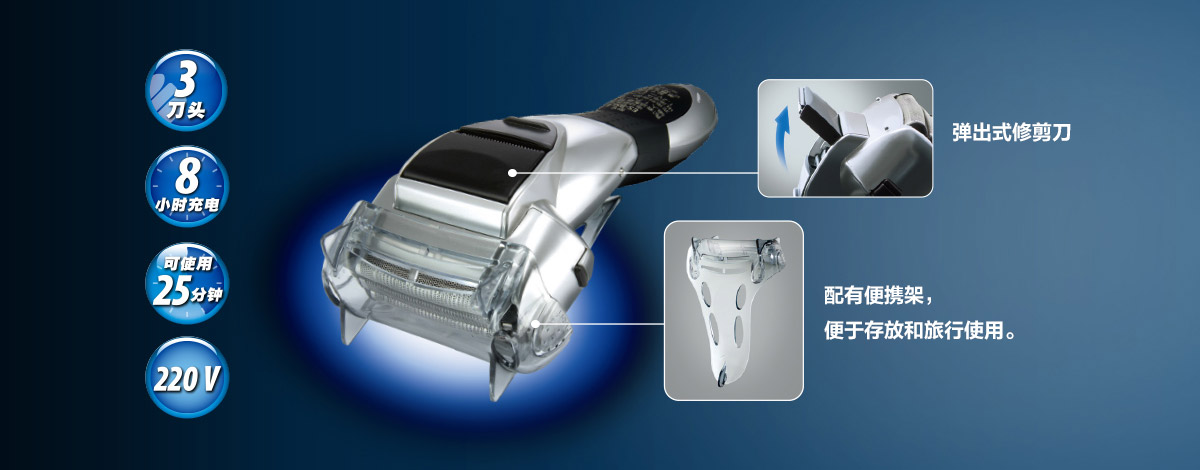 3
刀头
8
小时充电
可使用
25分钟
220 V
弹出式修剪刀
配有便携架，
便于存放和旅行使用。